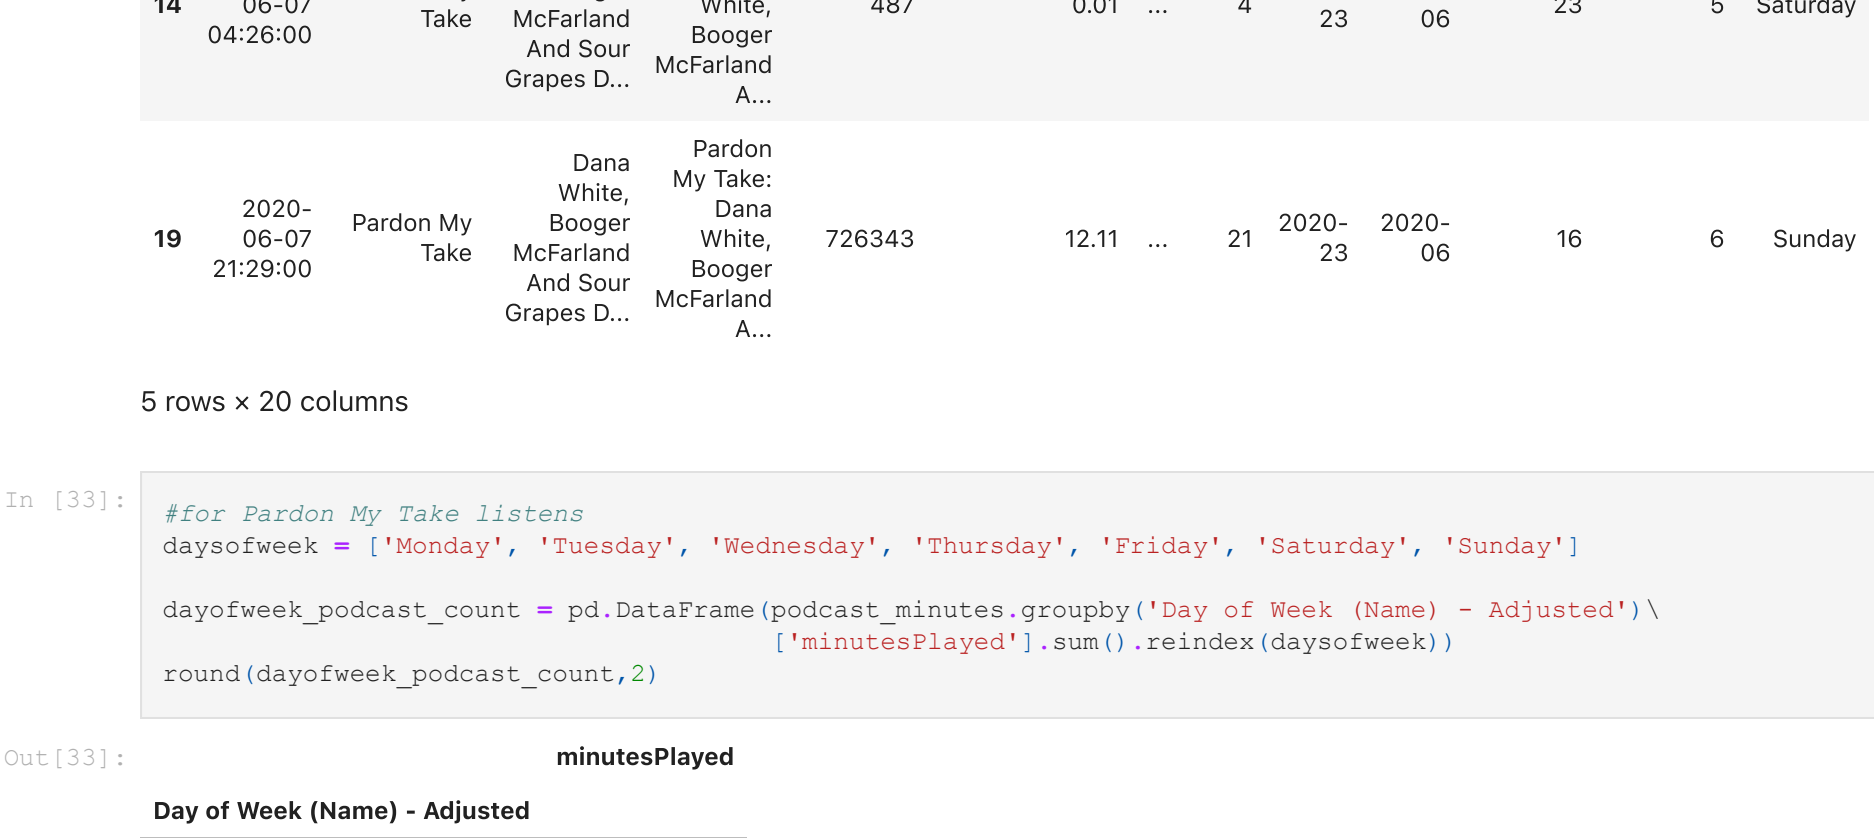 14 06-07 Take McFarland White, 487 0.01 ... 4 23 06 23 5 Saturday
04:26:00 And Sour Booger
Grapes D... McFarland
A...
19 2020-06-07 21:29:00 Pardon My Take Dana White, Booger McFarland And Sour Grapes D... Pardon My Take: Dana White, Booger McFarland A... 726343 12.11 ... 21 2020-23 2020-06 16 6 Sunday
5 rows × 20 columns
In [33]:
#for Pardon My Take listens
daysofweek = ['Monday', 'Tuesday', 'Wednesday', 'Thursday', 'Friday', 'Saturday', 'Sunday']
dayofweek_podcast_count = pd.DataFrame(podcast_minutes.groupby('Day of Week (Name) - Adjusted')\
['minutesPlayed'].sum().reindex(daysofweek))
round(dayofweek_podcast_count,2)
Out[33]:
minutesPlayed
Day of Week (Name) - Adjusted